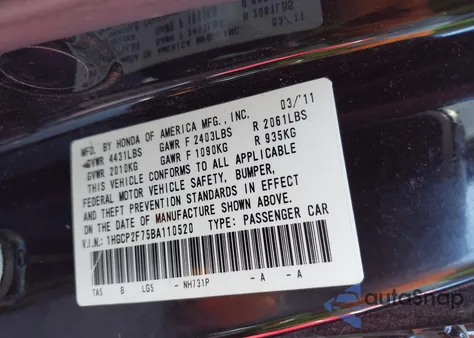 MFD. BY HONDA OF AMERICA MFG., INC. 03/'11
GVWR 4431LBS GAWR F 2403LBS R 2061LBS
GVWR 2010KG GAWR F 1090KG R 935KG
THIS VEHICLE CONFORMS TO ALL APPLICABLE
FEDERAL MOTOR VEHICLE SAFETY, BUMPER,
AND THEFT PREVENTION STANDARDS IN EFFECT
ON THE DATE OF MANUFACTURE SHOWN ABOVE.
V.I.N.: 1HGCP2F75BA110520 TYPE: PASSENGER CAR
TA5 B LG5 - NH731P - A - A
autoSnap